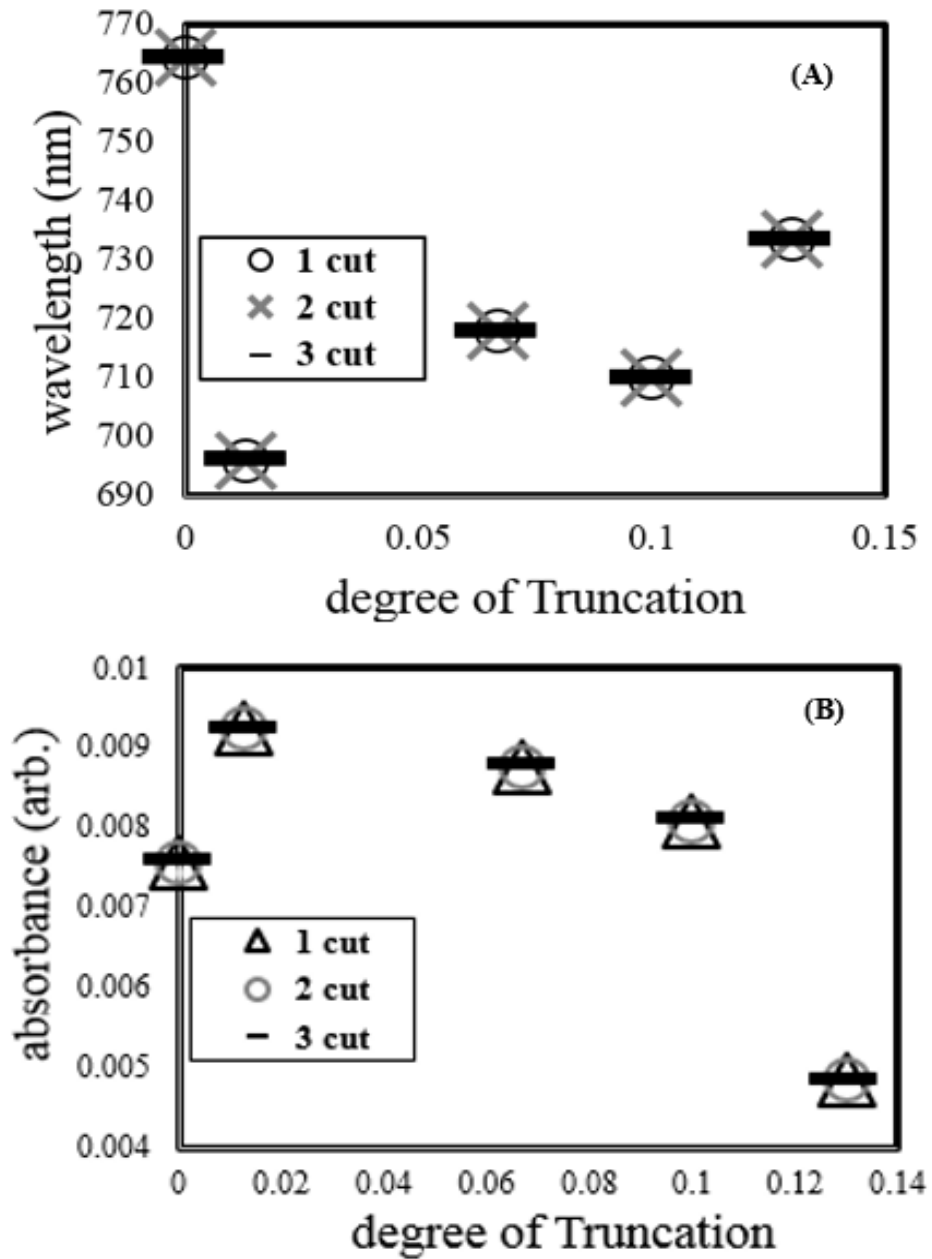 770
760
750
740
730
720
710
700
690
wavelength (nm)
(A)
1 cut
2 cut
3 cut
0 0.05 0.1 0.15
degree of Truncation
0.01
0.009
0.008
0.007
0.006
0.005
0.004
absorbance (arb.)
(B)
1 cut
2 cut
3 cut
0 0.02 0.04 0.06 0.08 0.1 0.12 0.14
degree of Truncation